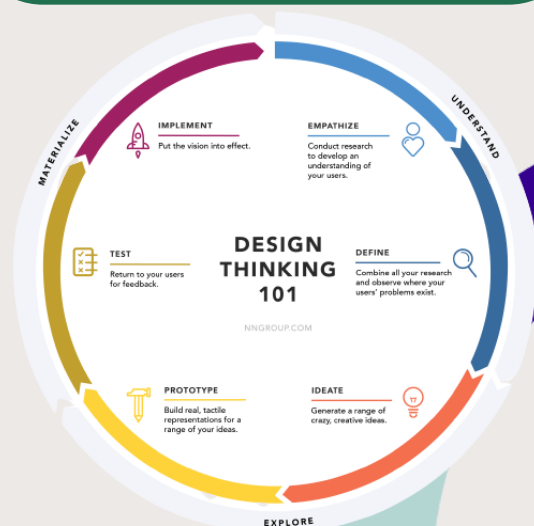 DESIGN
THINKING
101
NNGROUP.COM
UNDERSTAND
EMPATHIZE
Conduct research
to develop an
understanding of
your users.
DEFINE
Combine all your research
and observe where your
users' problems exist.
EXPLORE
IDEATE
Generate a range of
crazy, creative ideas.
PROTOTYPE
Build real, tactile
representations for a
range of your ideas.
MATERIALIZE
TEST
Return to your users
for feedback.
IMPLEMENT
Put the vision into effect.